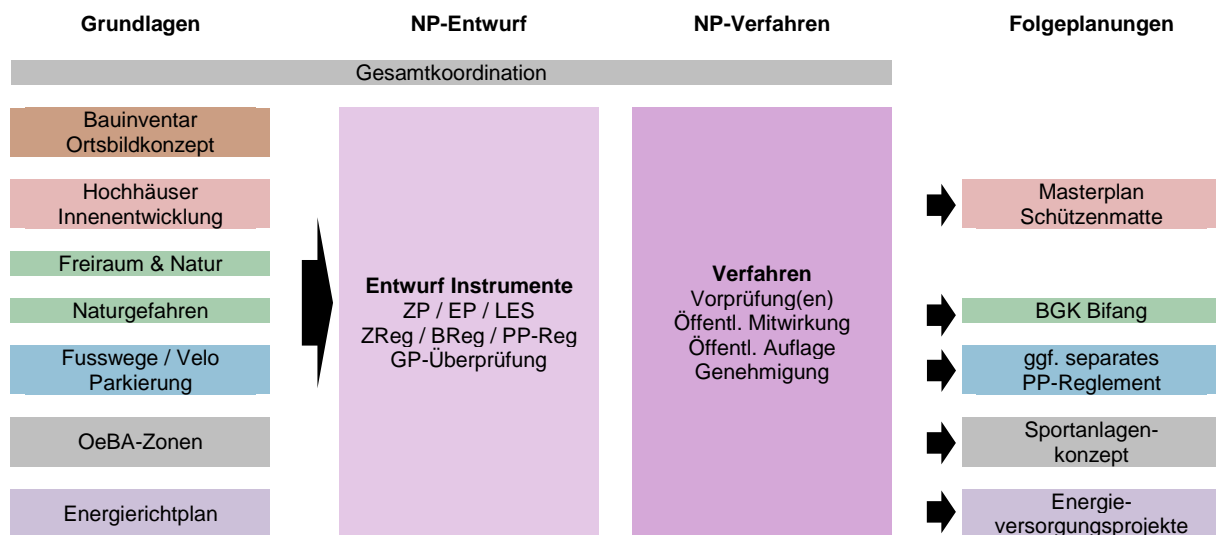 Grundlagen
NP-Entwurf
NP-Verfahren
Folgeplanungen
Gesamtkoordination
Bauinventar
Ortsbildkonzept
Hochhäuser
Innenentwicklung
Freiraum & Natur
Naturgefahren
Fusswege / Velo
Parkierung
OeBA-Zonen
Energierichtplan
Entwurf Instrumente
ZP / EP / LES
ZReg / BReg / PP-Reg
GP-Überprüfung
Verfahren
Vorprüfung(en)
Öffentl. Mitwirkung
Öffentl. Auflage
Genehmigung
Masterplan
Schützenmatte
BGK Bifang
ggf. separates
PP-Reglement
Sportanlagen-
konzept
Energie-
versorgungsprojekte